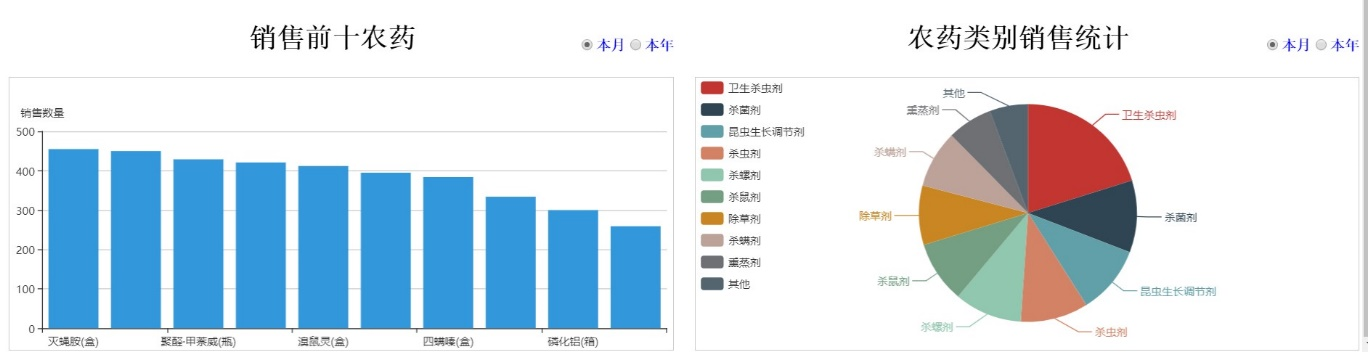 销售前十农药
本月 本年
销售数量
500
400
300
200
100
0
灭蝇胺(盒) 聚醛·甲萘威(瓶) 溴鼠灵(盒) 四螨嗪(盒) 磷化铝(箱)
农药类别销售统计
本月 本年
卫生杀虫剂
杀菌剂
昆虫生长调节剂
杀虫剂
杀螺剂
杀鼠剂
除草剂
杀螨剂
熏蒸剂
其他
其他
熏蒸剂
卫生杀虫剂
杀螨剂
除草剂
杀菌剂
杀鼠剂
昆虫生长调节剂
杀螺剂
杀虫剂